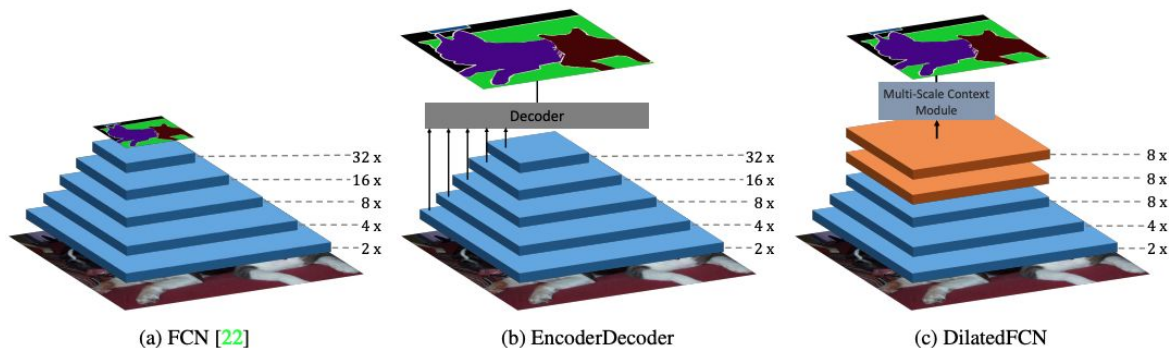 32 x
16 x
8 x
4 x
2 x
(a) FCN [22]
Decoder
32 x
16 x
8 x
4 x
2 x
(b) EncoderDecoder
Multi-Scale Context
Module
8 x
8 x
8 x
4 x
2 x
(c) DilatedFCN